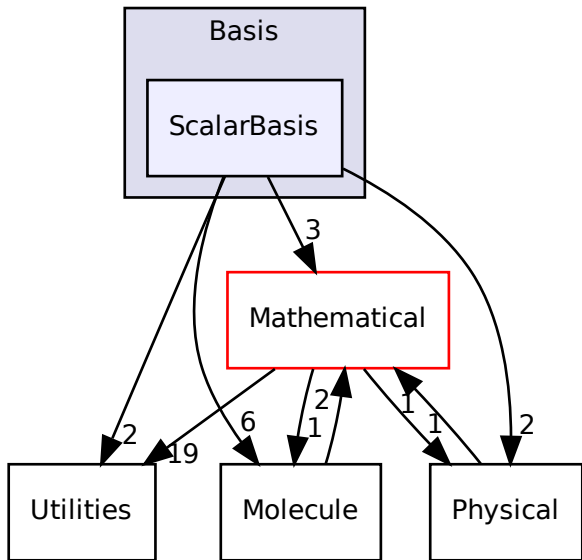 Basis
ScalarBasis
3
Mathematical
2
6
1
2
19
1
1
2
Utilities
Molecule
Physical